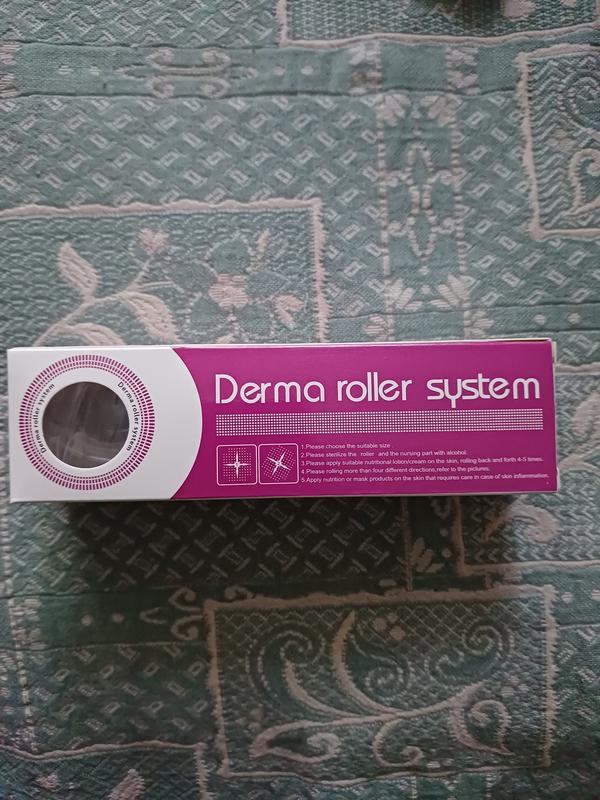 Derma roller system
Derma roller system
Derma roller system
1.Please choose the suitable size
2.Please sterilize the roller and the nursing part with alcohol.
3.Please apply suitable nutritional lotion/cream on the skin, rolling back and forth 4-5 times.
4.Please rolling more than four different directions,refer to the pictures.
5.Apply nutrition or mask products on the skin that requires care in case of skin inflammation.